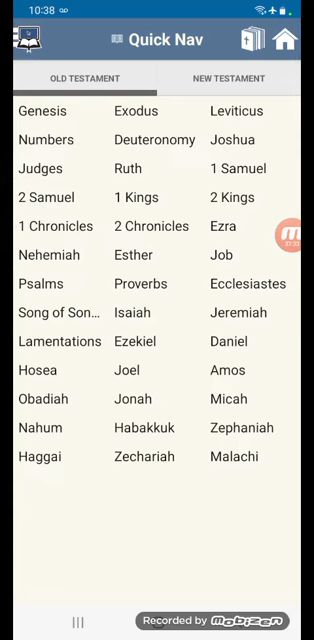 10:38
Quick Nav
OLD TESTAMENT NEW TESTAMENT
Genesis Exodus Leviticus
Numbers Deuteronomy Joshua
Judges Ruth 1 Samuel
2 Samuel 1 Kings 2 Kings
1 Chronicles 2 Chronicles Ezra
Nehemiah Esther Job
Psalms Proverbs Ecclesiastes
Song of Son... Isaiah Jeremiah
Lamentations Ezekiel Daniel
Hosea Joel Amos
Obadiah Jonah Micah
Nahum Habakkuk Zephaniah
Haggai Zechariah Malachi
Recorded by mobizen